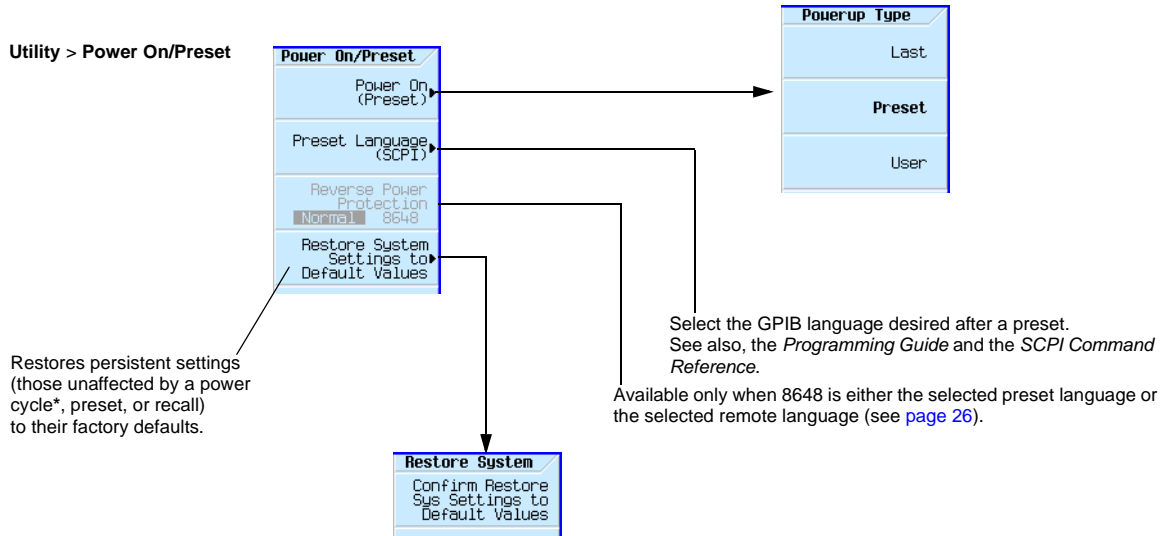 Utility > Power On/Preset
Power On/Preset
Power On
(Preset)
Preset Language
(SCPI)
Reverse Power
Protection
Normal 8648
Restore System
Settings to
Default Values
Powerup Type
Last
Preset
User
Select the GPIB language desired after a preset.
See also, the Programming Guide and the SCPI Command
Reference.
Available only when 8648 is either the selected preset language or
the selected remote language (see page 26).
Restores persistent settings
(those unaffected by a power
cycle*, preset, or recall)
to their factory defaults.
Restore System
Confirm Restore
Sys Settings to
Default Values